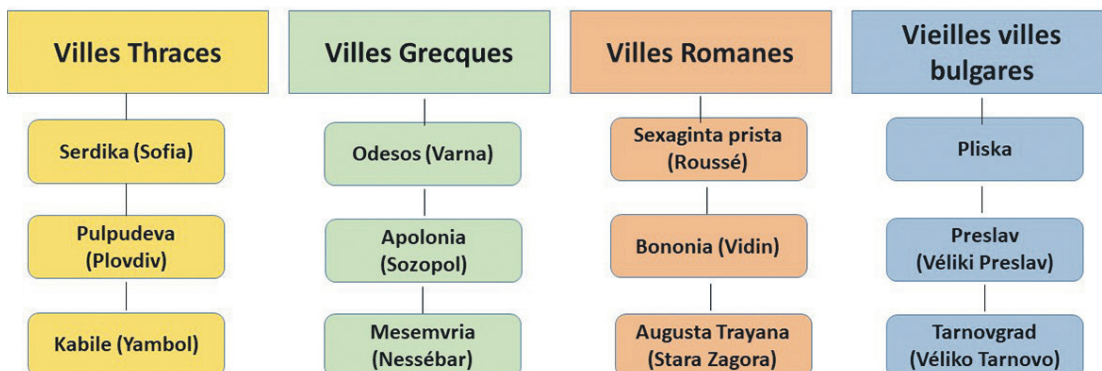 Villes Thraces
Serdika (Sofia)
Pulpudeva
(Plovdiv)
Kabile (Yambol)
Villes Grecques
Odesos (Varna)
Apolonia
(Sozopol)
Mesemvria
(Nessébar)
Villes Romanes
Sexaginta prista
(Roussé)
Bononia (Vidin)
Augusta Trayana
(Stara Zagora)
Vieilles villes
bulgares
Pliska
Preslav
(Véliki Preslav)
Tarnovgrad
(Véliko Tarnovo)